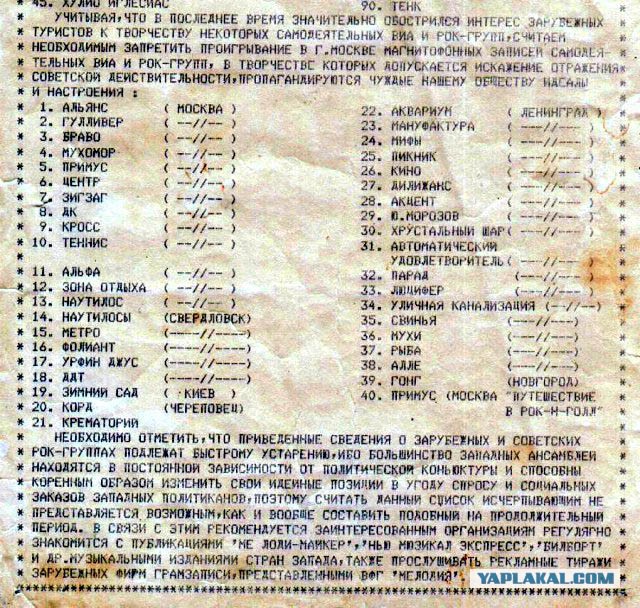 45. ХУЛИО ИГЛЕСИАС 90. ТЕНК
УЧИТЫВАЯ,ЧТО В ПОСЛЕДНЕЕ ВРЕМЯ ЗНАЧИТЕЛЬНО ОБОСТРИЛСЯ ИНТЕРЕС ЗАРУБЕЖНЫХ
ТУРИСТОВ К ТВОРЧЕСТВУ НЕКОТОРЫХ САМОДЕЯТЕЛЬНЫХ ВИА И РОК-ГРУПП,СЧИТАЕМ
НЕОБХОДИМЫМ ЗАПРЕТИТЬ ПРОИГРЫВАНИЕ В Г.МОСКВЕ МАГНИТОФОННЫХ ЗАПИСЕЙ САМОДЕЯ-
ТЕЛЬНЫХ ВИА И РОК-ГРУПП, В ТВОРЧЕСТВЕ КОТОРЫХ ДОПУСКАЕТСЯ ИСКАЖЕНИЕ ОТРАЖЕНИЯ
СОВЕТСКОЙ ДЕЙСТВИТЕЛЬНОСТИ,ПРОПАГАНДИРУЮТСЯ ЧУЖДЫЕ НАШЕМУ ОБЩЕСТВУ ИДЕАЛЫ
И НАСТРОЕНИЯ :
* 1. АЛЬЯНС ( МОСКВА )
* 2. ГУЛЛИВЕР ( --//-- )
* 3. БРАВО ( --//-- )
* 4. МУХОМОР ( --//-- )
* 5. ПРИМУС ( --//-- )
* 6. ЦЕНТР ( --//-- )
* 7. ЗИГЗАГ ( --//-- )
* 8. ДК ( --//-- )
* 9. КРОСС ( --//-- )
* 10. ТЕННИС ( --//-- )
* 11. АЛЬФА ( --//-- )
* 12. ЗОНА ОТДЫХА ( --//-- )
* 13. НАУТИЛОС ( --//-- )
* 14. НАУТИЛОСЫ (СВЕРДЛОВСК)
* 15. МЕТРО (----//----)
* 16. ФОЛИАНТ (----//----)
* 17. УРФИН ДЖУС (----//----)
* 18. ДДТ (----//----)
* 19. ЗИМНИЙ САД ( КИЕВ )
* 20. КОРД (ЧЕРЕПОВЕЦ)
* 21. КРЕМАТОРИЙ
22. АКВАРИУМ ( ЛЕНИНГРАД )
23. МАНУФАКТУРА ( ---//--- )
24. МИФЫ ( ---//--- )
25. ПИКНИК ( ---//--- )
26. КИНО ( ---//--- )
27. ДИЛИЖАНС ( ---//--- )
28. АКЦЕНТ ( ---//--- )
29. Ю.МОРОЗОВ ( ---//--- )
30. ХРУСТАЛЬНЫЙ ШАР( ---//--- )
31. АВТОМАТИЧЕСКИЙ
УДОВЛЕТВОРИТЕЛЬ( ---//--- )
32. ПАРАД (---//---)
33. ЛЮЦИФЕР (---//---)
34. УЛИЧНАЯ КАНАЛИЗАЦИЯ (--//--)
35. СВИНЬЯ (---//---)
36. МУХИ (---//---)
37. РЫБА (---//---)
38. АЛЛЕ (---//---)
39. ГОНГ (НОВГОРОД)
40. ПРИМУС (МОСКВА "ПУТЕШЕСТВИЕ
В РОК-Н-РОЛЛ"
НЕОБХОДИМО ОТМЕТИТЬ,ЧТО ПРИВЕДЕННЫЕ СВЕДЕНИЯ О ЗАРУБЕЖНЫХ И СОВЕТСКИХ
РОК-ГРУППАХ ПОДЛЕЖАТ БЫСТРОМУ УСТАРЕНИЮ,ИБО БОЛЬШИНСТВО ЗАПАДНЫХ АНСАМБЛЕЙ
НАХОДЯТСЯ В ПОСТОЯННОЙ ЗАВИСИМОСТИ ОТ ПОЛИТИЧЕСКОЙ КОНЬЮКТУРЫ И СПОСОБНЫ
КОРЕННЫМ ОБРАЗОМ ИЗМЕНИТЬ СВОИ ИДЕЙНЫЕ ПОЗИЦИИ В УГОДУ СПРОСУ И СОЦИАЛЬНЫХ
ЗАКАЗОВ ЗАПАДНЫХ ПОЛИТИКАНОВ,ПОЭТОМУ СЧИТАТЬ ДАННЫЙ СПИСОК ИСЧЕРПЫВАЮЩИМ НЕ
ПРЕДСТАВЛЯЕТСЯ ВОЗМОЖНЫМ,КАК И ВООБЩЕ СОСТАВИТЬ ПОДОБНЫЙ НА ПРОДОЛЖИТЕЛЬНЫЙ
ПЕРИОД. В СВЯЗИ С ЭТИМ РЕКОМЕНДУЕТСЯ ЗАИНТЕРЕСОВАННЫМ ОРГАНИЗАЦИЯМ РЕГУЛЯРНО
ЗНАКОМИТСЯ С ПУБЛИКАЦИЯМИ 'МЕ ЛОДИ-МАЙКЕР','НЬЮ МЮЗИКАЛ ЭКСПРЕСС','БИЛБОРТ'
И ДР.МУЗЫКАЛЬНЫМИ ИЗДАНИЯМИ СТРАН ЗАПАДА,ТАКЖЕ ПРОСЛУШИВАТЬ РЕКЛАМНЫЕ ТИРАЖИ
ЗАРУБЕЖНЫХ ФИРМ ГРАМЗАПИСИ,ПРЕДСТАВЛЕННЫМИ ВФГ "МЕЛОДИЯ".
YAPLAKAL.COM